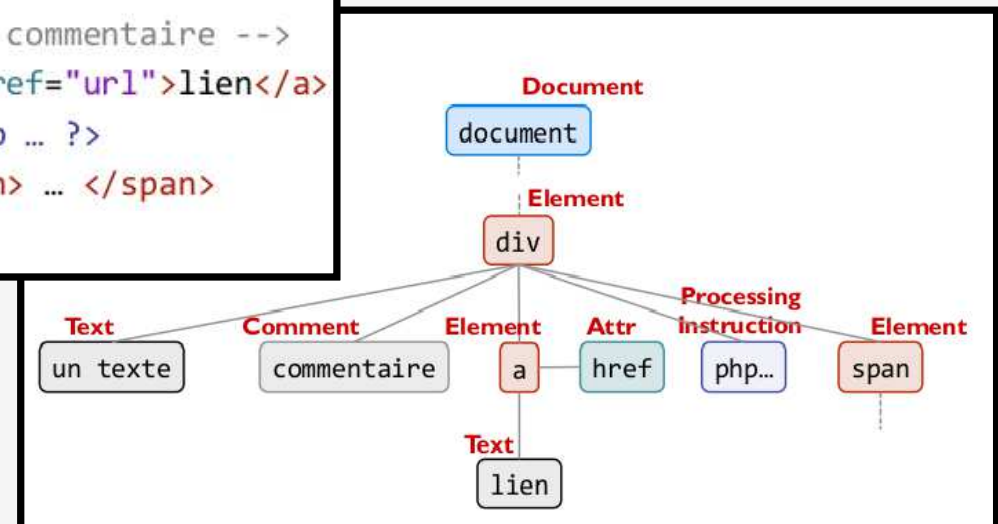 commentaire -->
ref="url">lien</a>
… ?>
> … </span>
Document
document
Element
div
Processing
instruction
Text
Comment
Element
Attr
Element
un texte
commentaire
a
href
php…
span
Text
lien